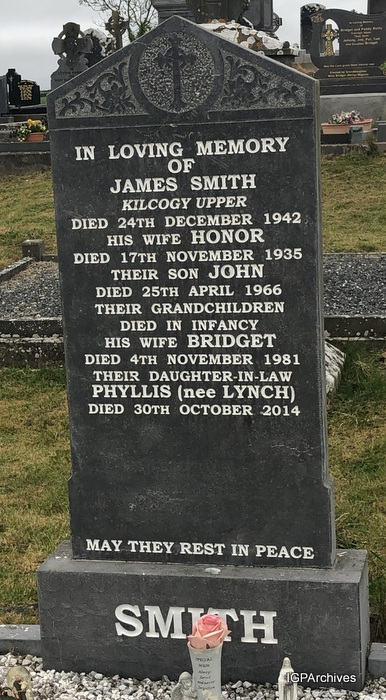 IN LOVING MEMORY
OF
JAMES SMITH
KILCOGY UPPER
DIED 24TH DECEMBER 1942
HIS WIFE HONOR
DIED 17TH NOVEMBER 1935
THEIR SON JOHN
DIED 25TH APRIL 1966
THEIR GRANDCHILDREN
DIED IN INFANCY
HIS WIFE BRIDGET
DIED 4TH NOVEMBER 1981
THEIR DAUGHTER-IN-LAW
PHYLLIS (nee LYNCH)
DIED 30TH OCTOBER 2014
MAY THEY REST IN PEACE
SMITH
IGPArchives